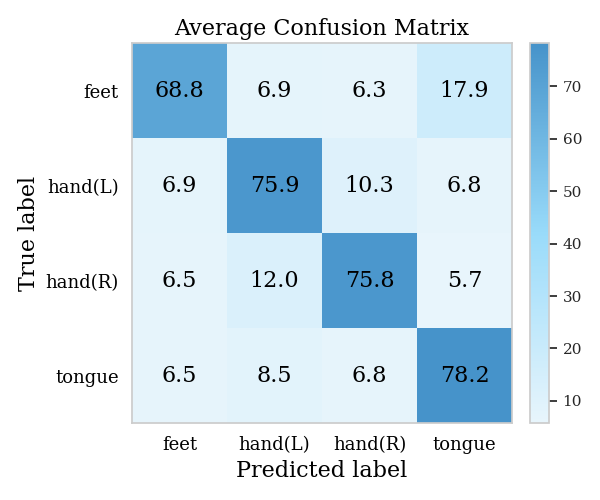 Average Confusion Matrix
feet 68.8 6.9 6.3 17.9
hand(L) 6.9 75.9 10.3 6.8
hand(R) 6.5 12.0 75.8 5.7
tongue 6.5 8.5 6.8 78.2
feet hand(L) hand(R) tongue
Predicted label
True label
70
60
50
40
30
20
10